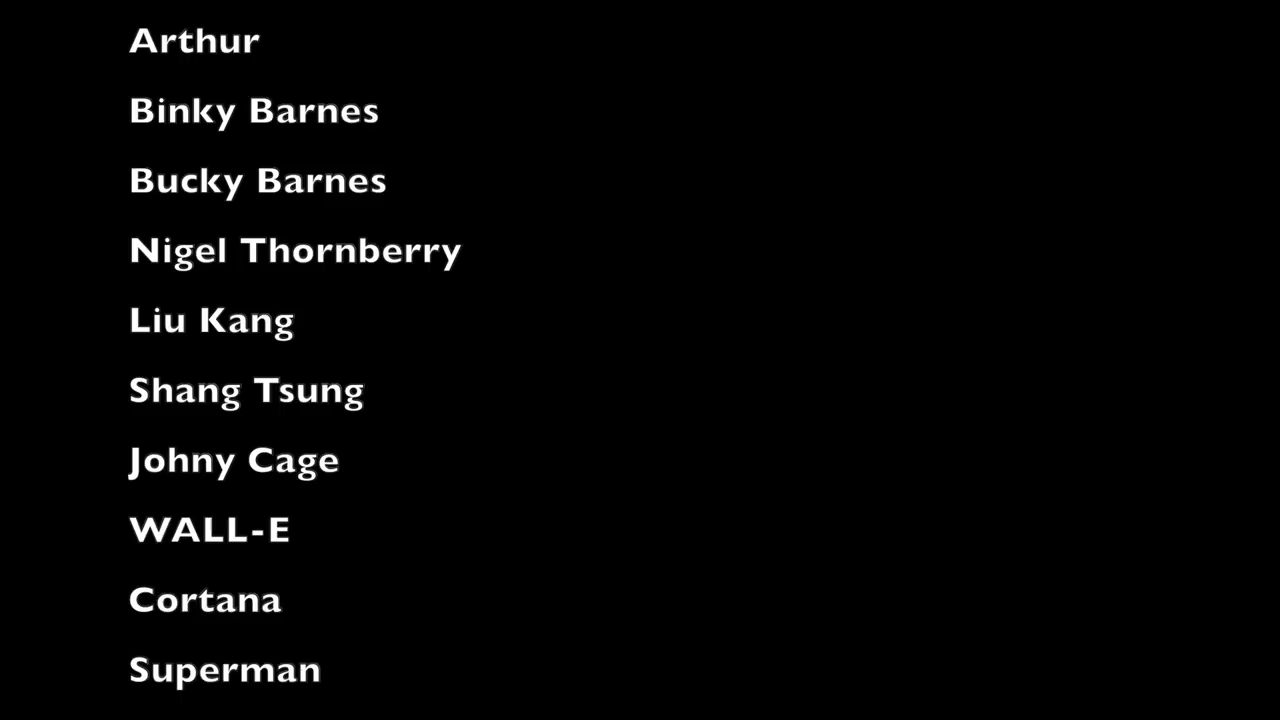 Arthur
Binky Barnes
Bucky Barnes
Nigel Thornberry
Liu Kang
Shang Tsung
Johny Cage
WALL-E
Cortana
Superman